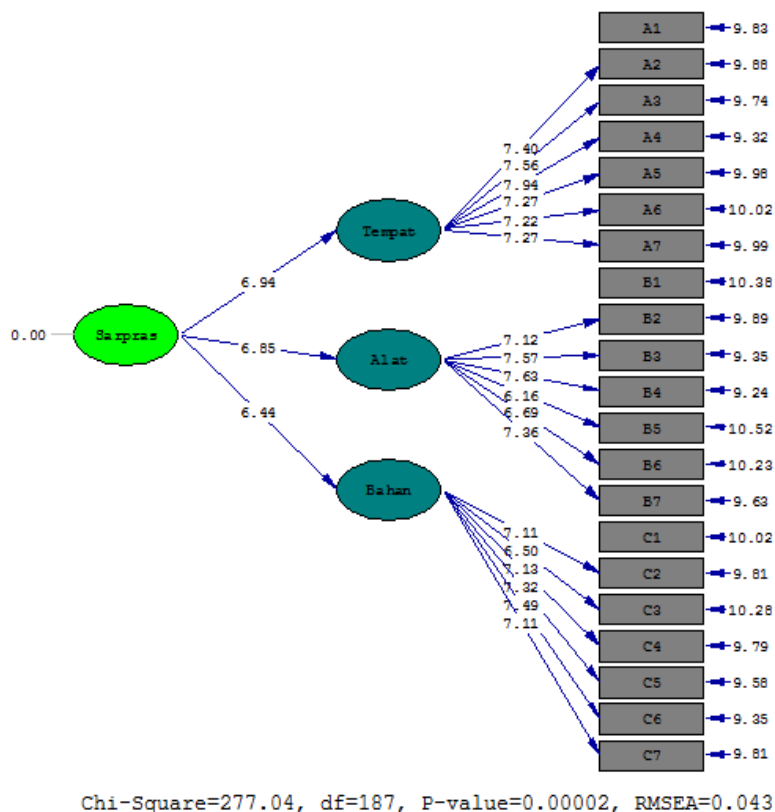 A1 9.83
A2 9.88
A3 9.74
A4 9.32
A5 9.98
A6 10.02
A7 9.99
B1 10.38
B2 9.89
B3 9.35
B4 9.24
B5 10.52
B6 10.23
B7 9.63
C1 10.02
C2 9.81
C3 10.28
C4 9.79
C5 9.58
C6 9.35
C7 9.81
7.40
7.56
7.94
7.27
7.22
7.27
Tempat
6.94
0.00 Sarpras
6.85
Alat
7.12
7.57
7.63
6.16
6.69
7.36
6.44
Bahan
7.11
6.50
7.13
7.32
7.49
7.11
Chi-Square=277.04, df=187, P-value=0.00002, RMSEA=0.043